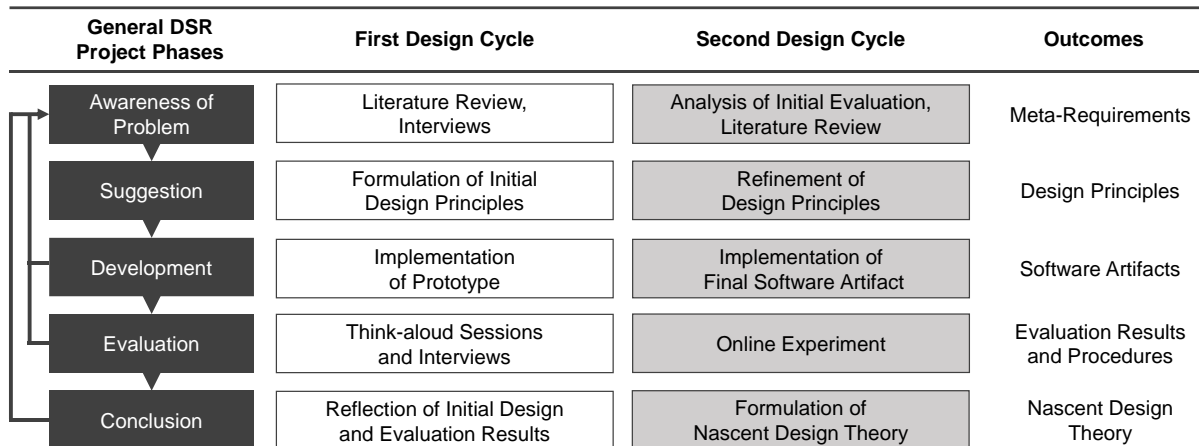 General DSR
Project Phases
First Design Cycle
Second Design Cycle
Outcomes
Awareness of
Problem
Literature Review,
Interviews
Analysis of Initial Evaluation,
Literature Review
Meta-Requirements
Suggestion
Formulation of Initial
Design Principles
Refinement of
Design Principles
Design Principles
Development
Implementation
of Prototype
Implementation of
Final Software Artifact
Software Artifacts
Evaluation
Think-aloud Sessions
and Interviews
Online Experiment
Evaluation Results
and Procedures
Conclusion
Reflection of Initial Design
and Evaluation Results
Formulation of
Nascent Design Theory
Nascent Design
Theory